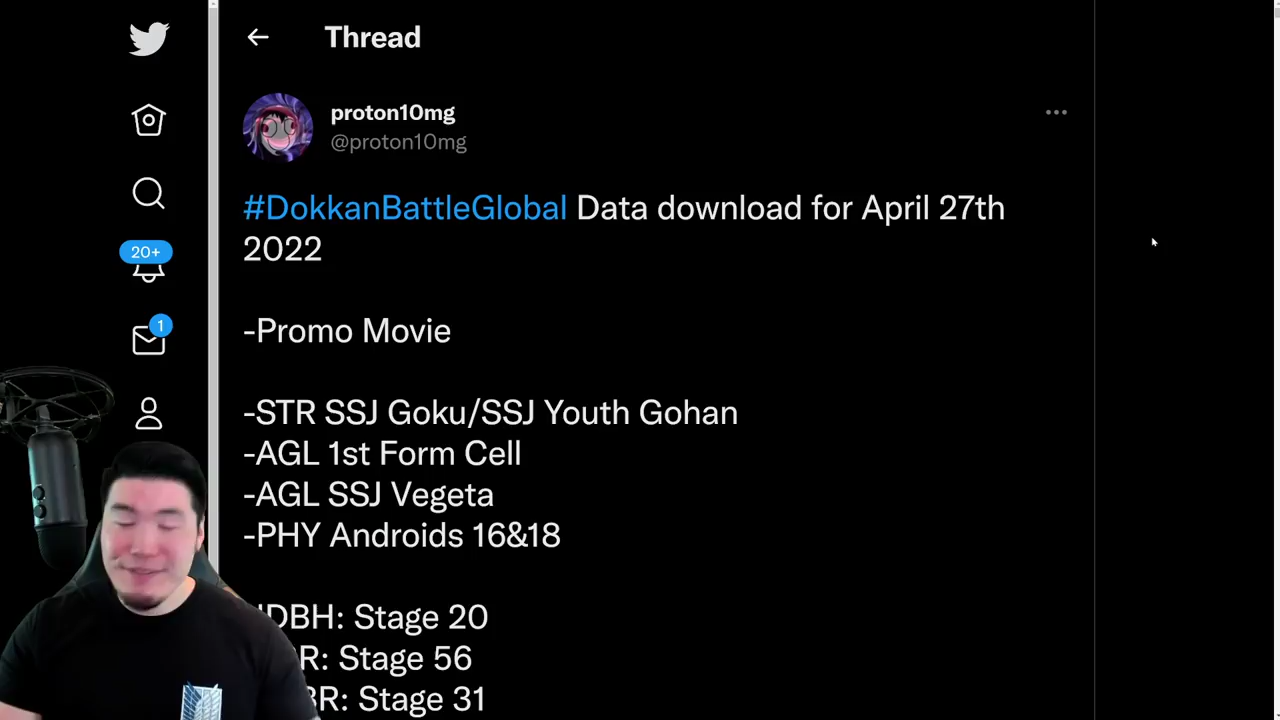 Thread
proton10mg
@proton10mg
#DokkanBattleGlobal Data download for April 27th
2022
20+
-Promo Movie
1
-STR SSJ Goku/SSJ Youth Gohan
-AGL 1st Form Cell
-AGL SSJ Vegeta
-PHY Androids 16&18
DBH: Stage 20
R: Stage 56
BR: Stage 31